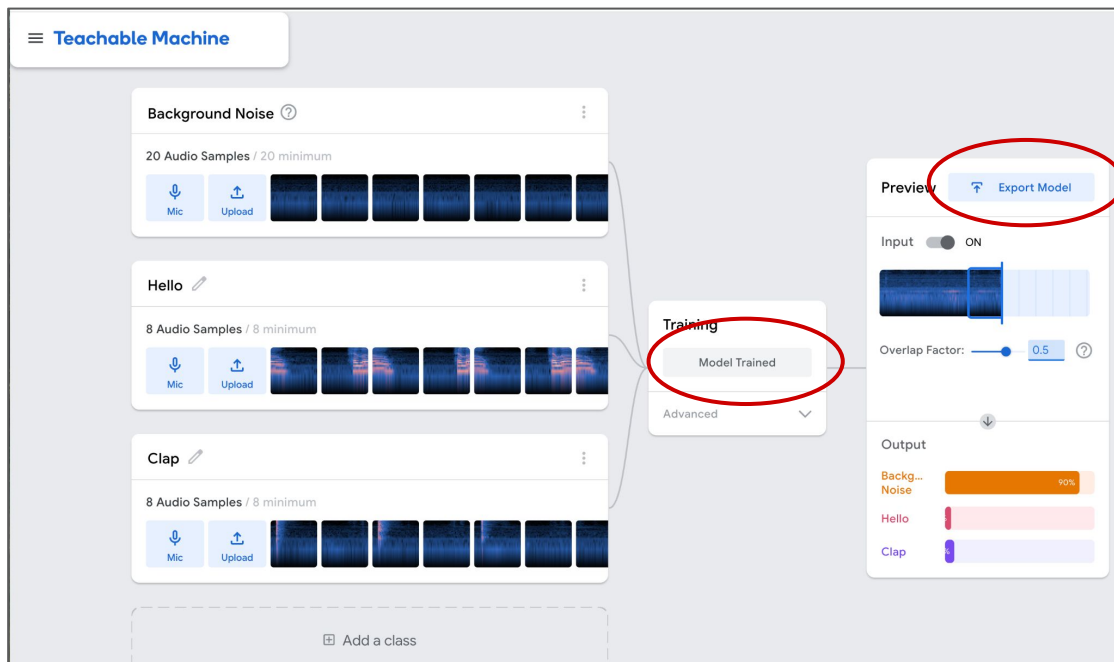 Teachable Machine
Background Noise
20 Audio Samples / 20 minimum
Mic
Upload
Hello
8 Audio Samples / 8 minimum
Mic
Upload
Clap
8 Audio Samples / 8 minimum
Mic
Upload
Add a class
Training
Model Trained
Advanced
Preview
Export Model
Input ON
Overlap Factor: 0.5
Output
Backg...
Noise
90%
Hello
Clap